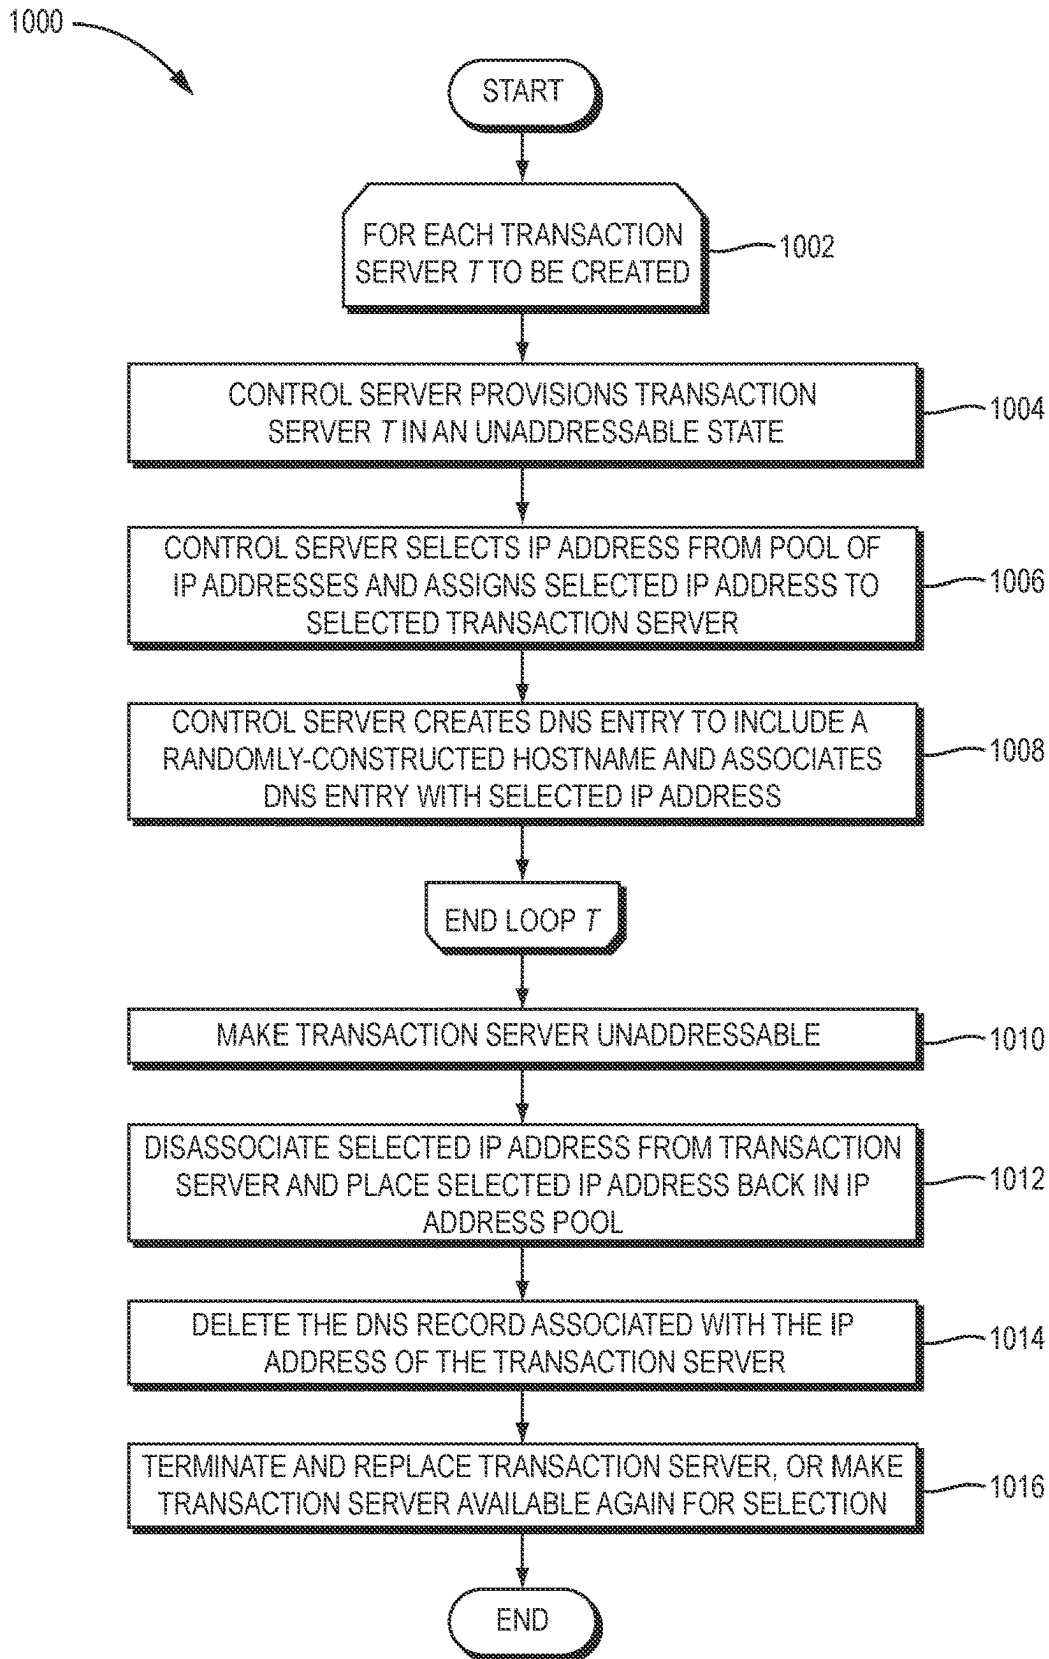 1000
START
FOR EACH TRANSACTION
SERVER T TO BE CREATED
1002
CONTROL SERVER PROVISIONS TRANSACTION
SERVER T IN AN UNADDRESSABLE STATE
1004
CONTROL SERVER SELECTS IP ADDRESS FROM POOL OF
IP ADDRESSES AND ASSIGNS SELECTED IP ADDRESS TO
SELECTED TRANSACTION SERVER
1006
CONTROL SERVER CREATES DNS ENTRY TO INCLUDE A
RANDOMLY-CONSTRUCTED HOSTNAME AND ASSOCIATES
DNS ENTRY WITH SELECTED IP ADDRESS
1008
END LOOP T
MAKE TRANSACTION SERVER UNADDRESSABLE
1010
DISASSOCIATE SELECTED IP ADDRESS FROM TRANSACTION
SERVER AND PLACE SELECTED IP ADDRESS BACK IN IP
ADDRESS POOL
1012
DELETE THE DNS RECORD ASSOCIATED WITH THE IP
ADDRESS OF THE TRANSACTION SERVER
1014
TERMINATE AND REPLACE TRANSACTION SERVER, OR MAKE
TRANSACTION SERVER AVAILABLE AGAIN FOR SELECTION
1016
END